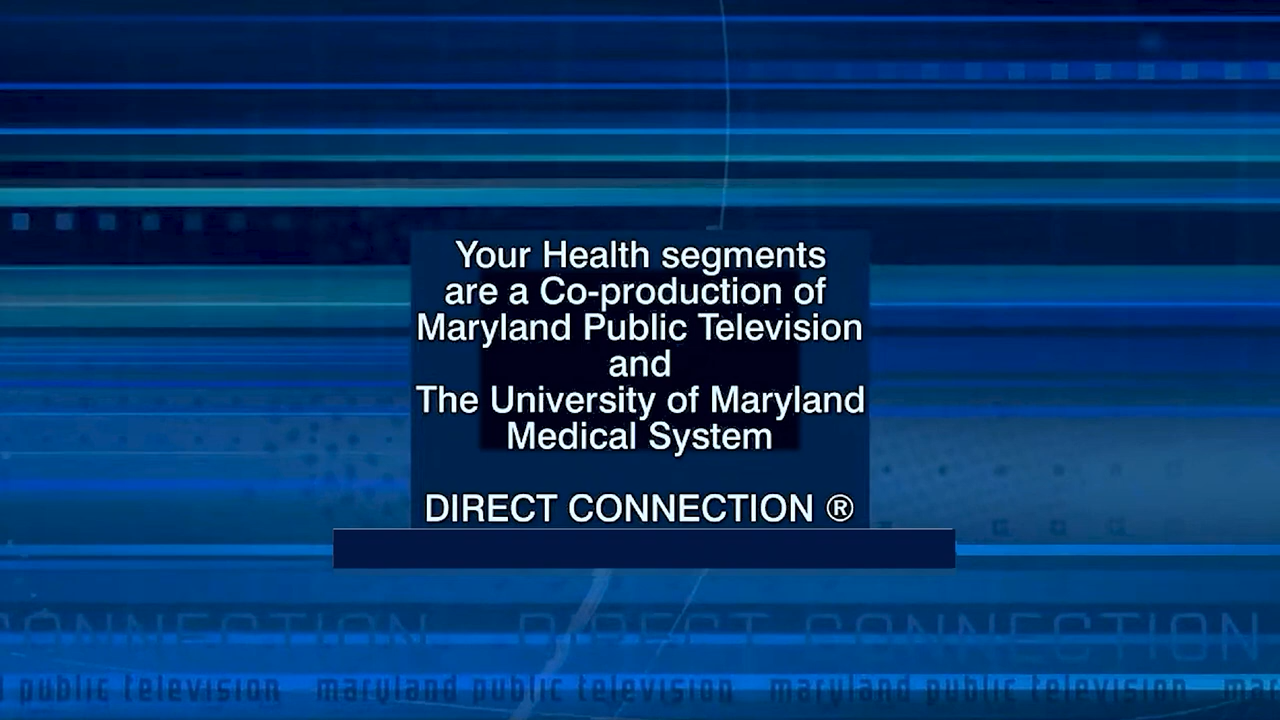 Your Health segments
are a Co-production of
Maryland Public Television
and
The University of Maryland
Medical System
DIRECT CONNECTION ®
CONNECTION DIRECT CONNECTION
public television maryland public television maryland public television